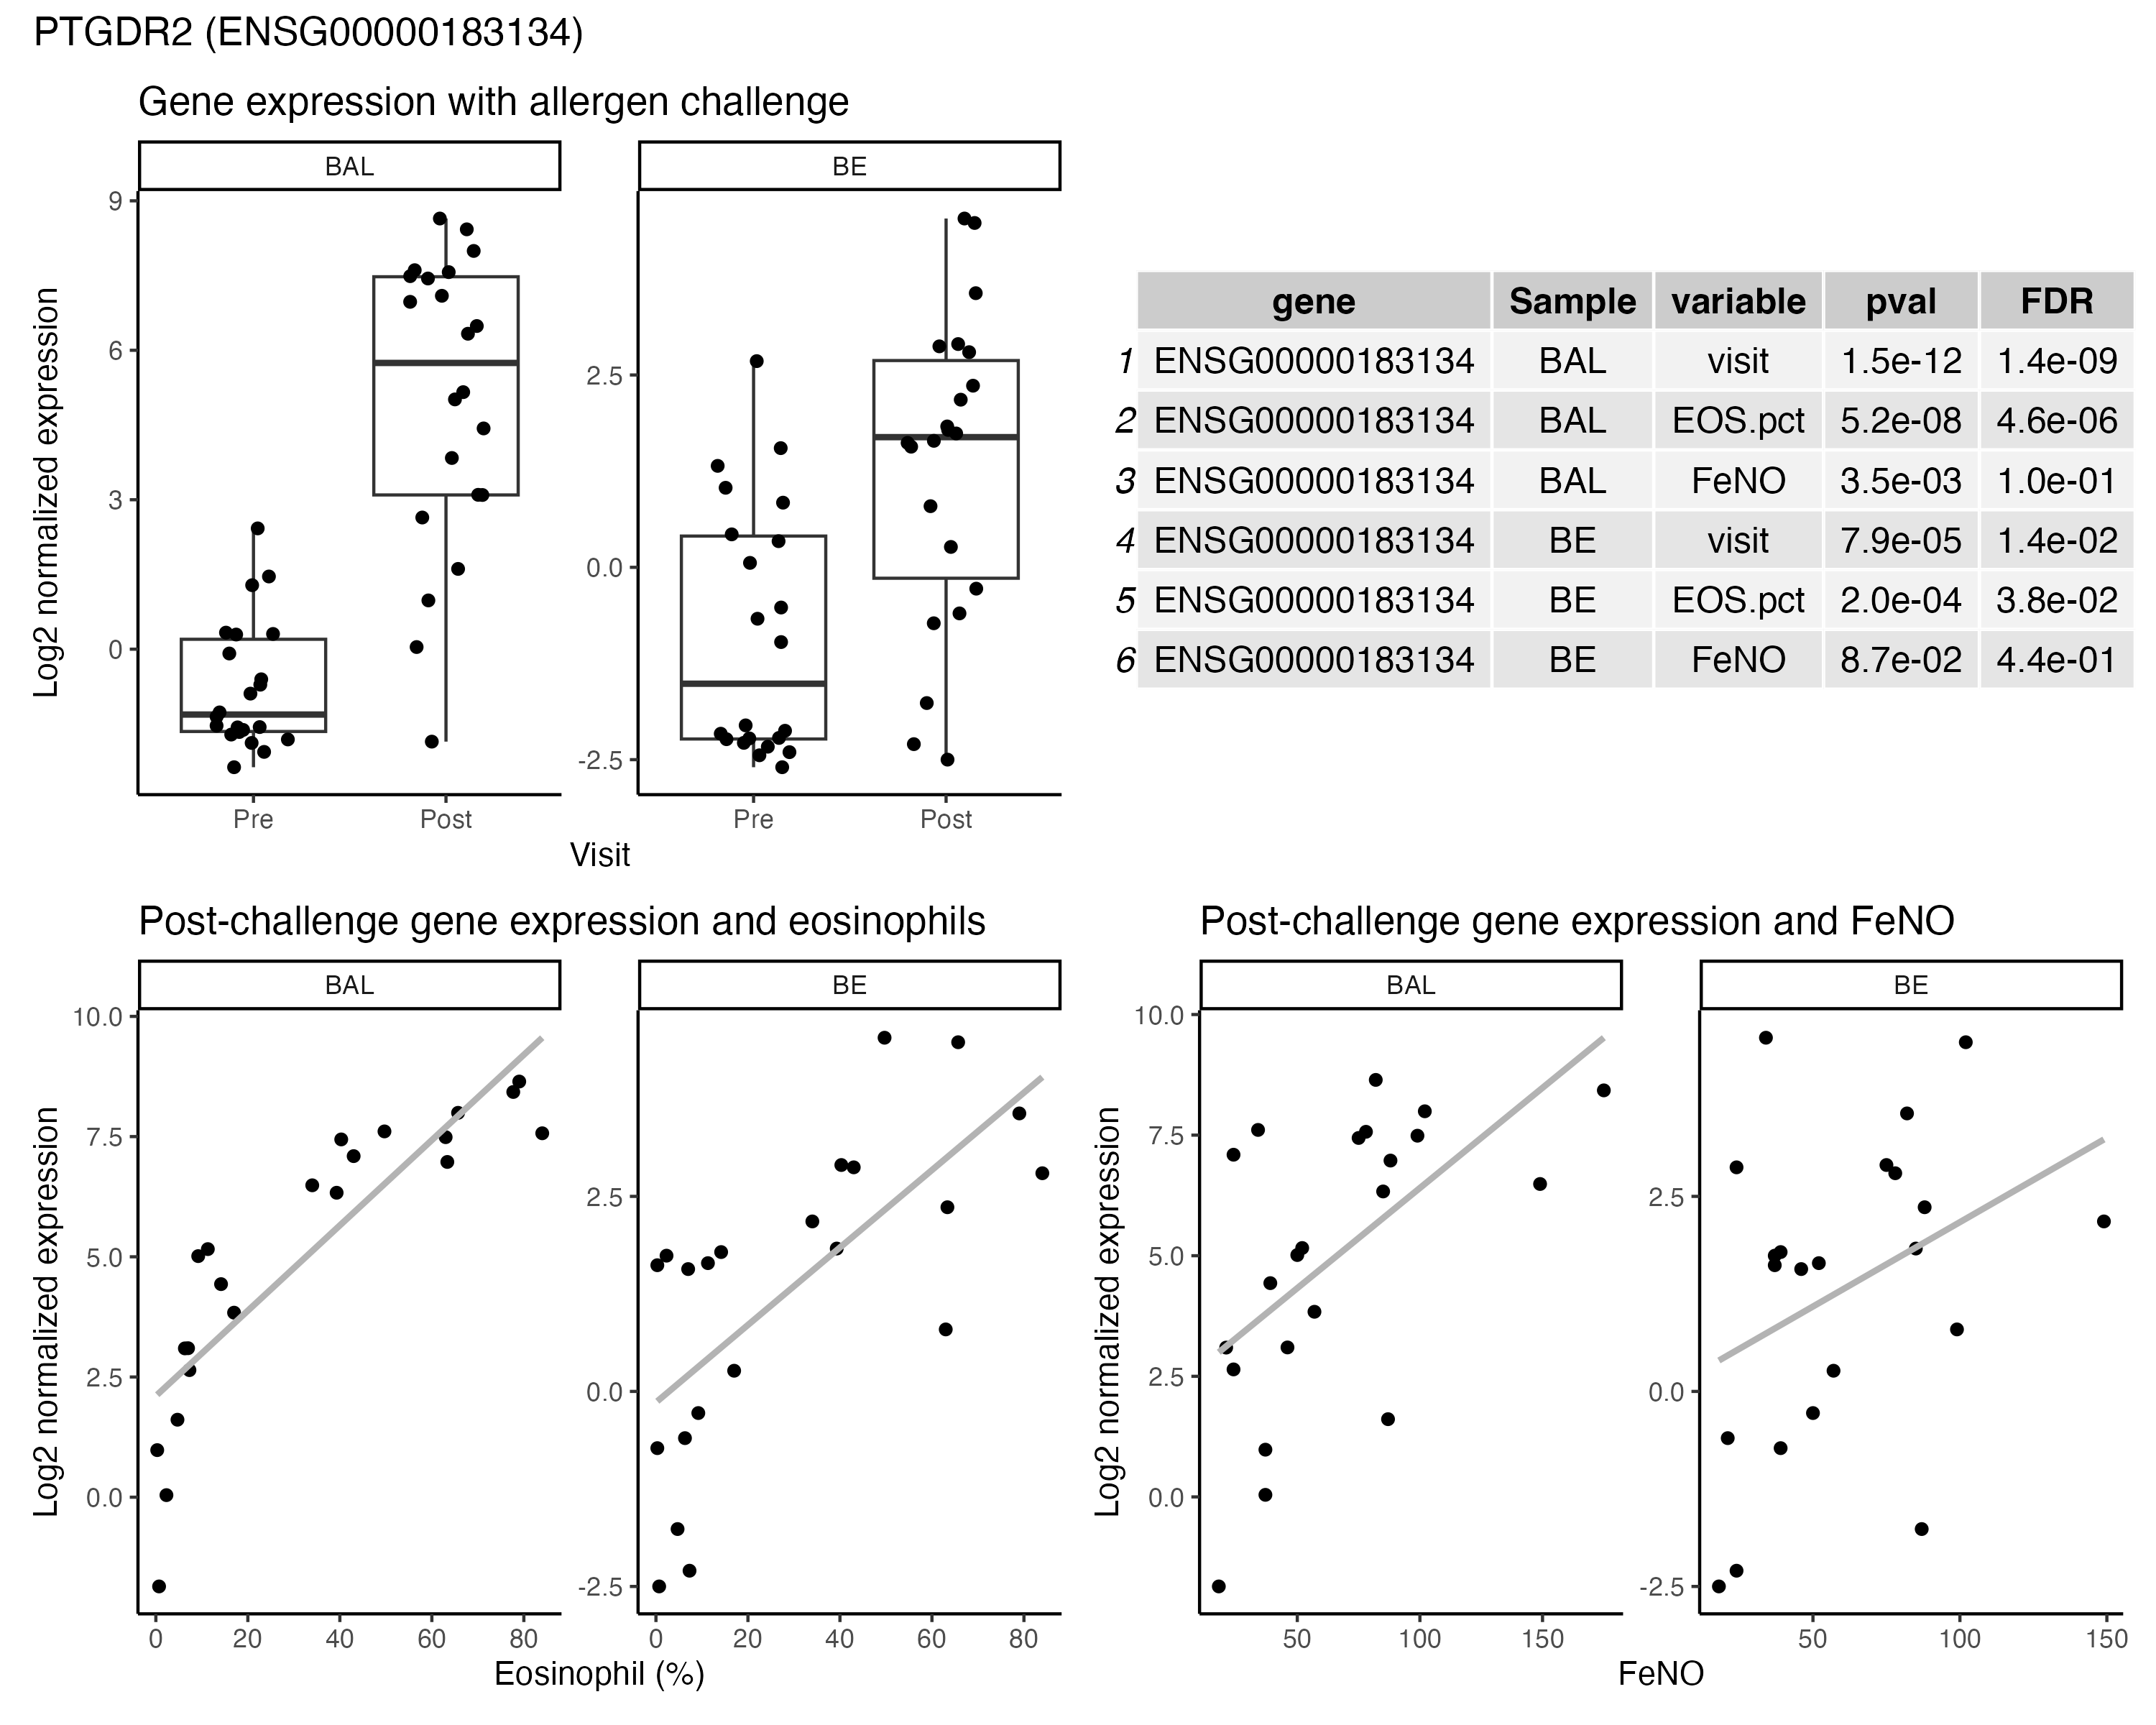 PTGDR2 (ENSG00000183134)
Gene expression with allergen challenge
BAL
BE
Log2 normalized expression
9
6
3
0
2.5
0.0
-2.5
Pre
Post
Pre
Post
Visit
gene Sample variable pval FDR
1 ENSG00000183134 BAL visit 1.5e-12 1.4e-09
2 ENSG00000183134 BAL EOS.pct 5.2e-08 4.6e-06
3 ENSG00000183134 BAL FeNO 3.5e-03 1.0e-01
4 ENSG00000183134 BE visit 7.9e-05 1.4e-02
5 ENSG00000183134 BE EOS.pct 2.0e-04 3.8e-02
6 ENSG00000183134 BE FeNO 8.7e-02 4.4e-01
Post-challenge gene expression and eosinophils
BAL
BE
Log2 normalized expression
10.0
7.5
5.0
2.5
0.0
2.5
0.0
-2.5
0 20 40 60 80
0 20 40 60 80
Eosinophil (%)
Post-challenge gene expression and FeNO
BAL
BE
Log2 normalized expression
10.0
7.5
5.0
2.5
0.0
2.5
0.0
-2.5
50 100 150
50 100 150
FeNO